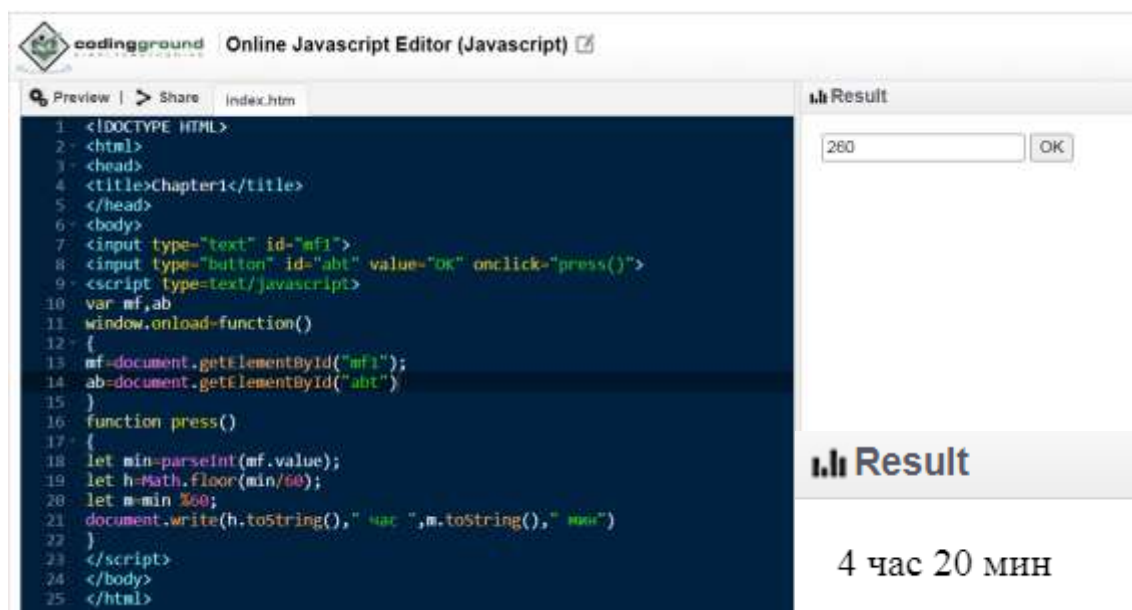 codingground Online Javascript Editor (Javascript)
Preview | Share index.htm
1 <!DOCTYPE HTML>
2 <html>
3 <head>
4 <title>Chapter1</title>
5 </head>
6 <body>
7 <input type="text" id="mf1">
8 <input type="button" id="abt" value="OK" onclick="press()">
9 <script type=text/javascript>
10 var mf,ab
11 window.onload=function()
12 {
13 mf=document.getElementById("mf1");
14 ab=document.getElementById("abt")
15 }
16 function press()
17 {
18 let min=parseInt(mf.value);
19 let h=Math.floor(min/60);
20 let m=min %60;
21 document.write(h.toString()," час ",m.toString()," мин")
22 }
23 </script>
24 </body>
25 </html>
Result
260 OK
Result
4 час 20 мин